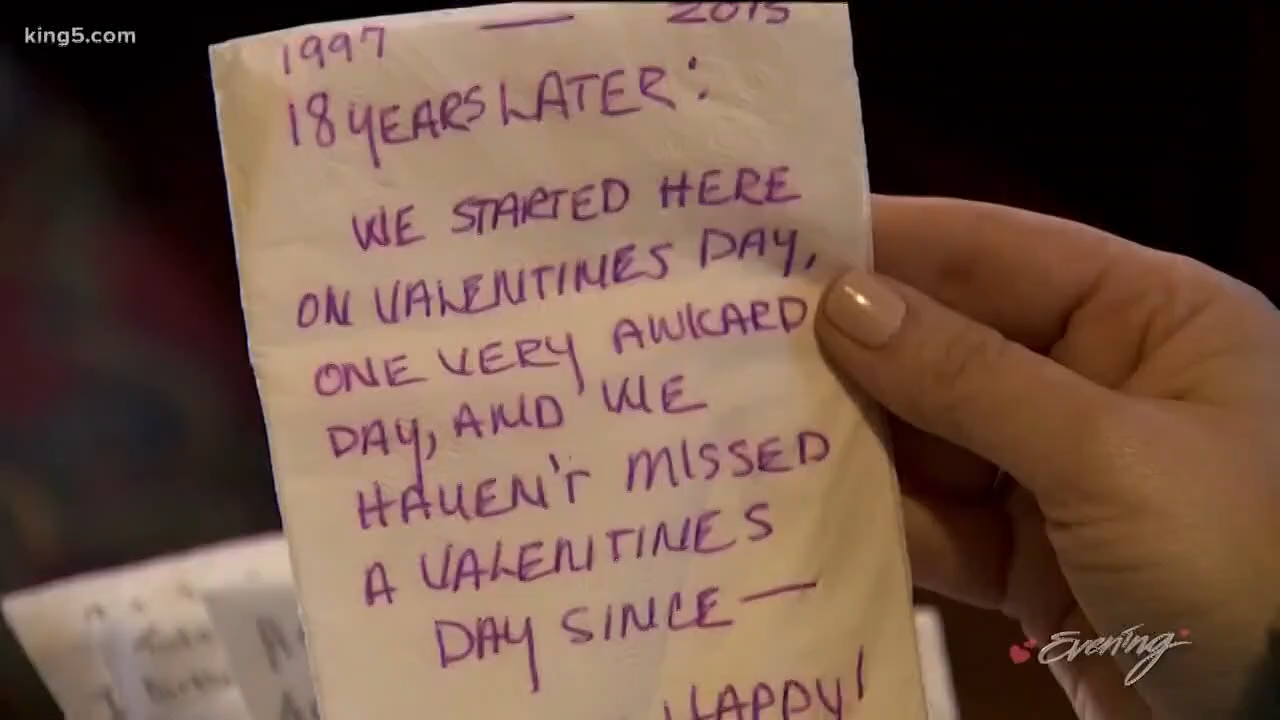 king5.com
1997 — 2015
18 YEARS LATER:
WE STARTED HERE
ON VALENTINES DAY,
ONE VERY AWKARD
DAY, AND WE
HAVEN'T MISSED
A VALENTINES
DAY SINCE —
HAPPY!
Evening